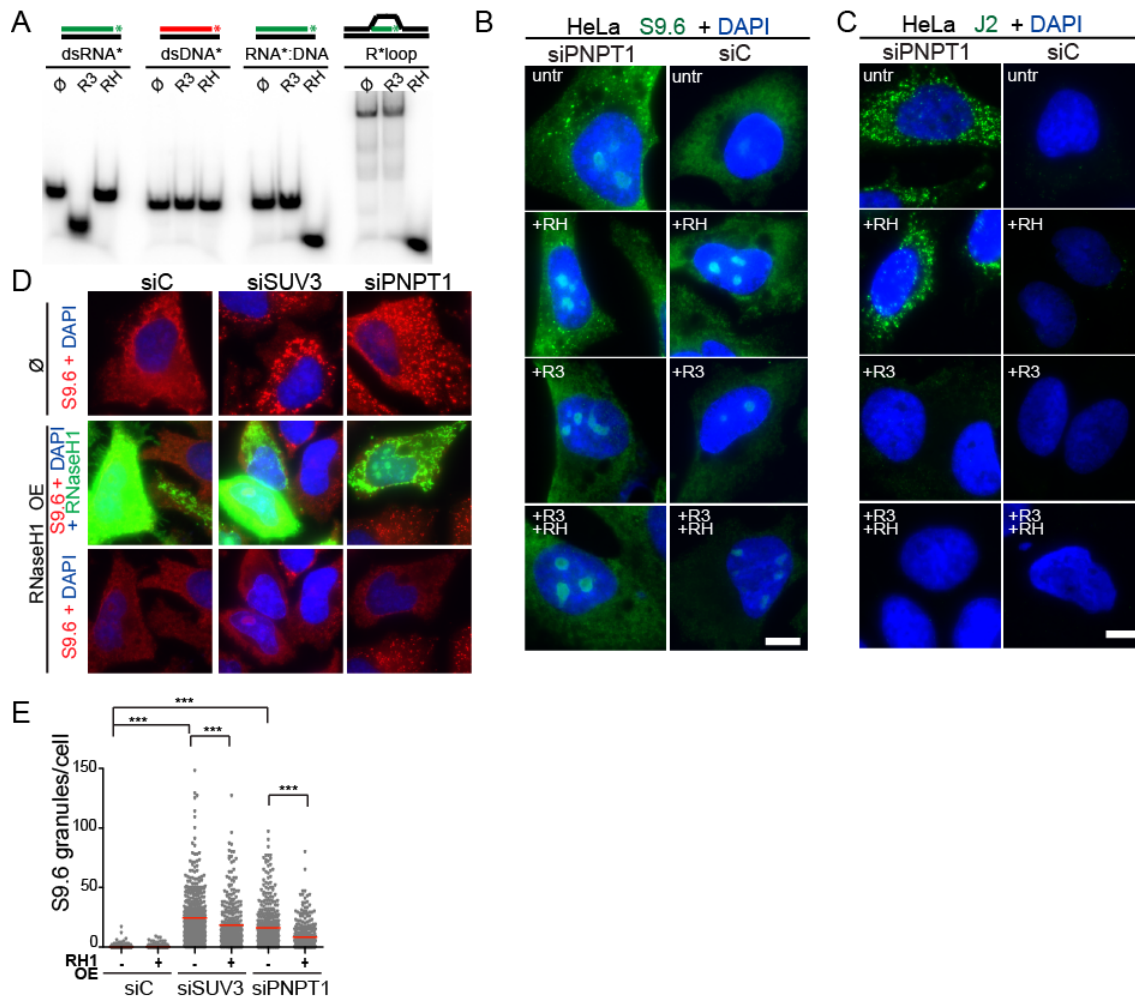 A
dsRNA* dsDNA* RNA*:DNA R*loop
Ø R3 RH Ø R3 RH Ø R3 RH Ø R3 RH
B
HeLa S9.6 + DAPI
siPNPT1 siC
untr untr
+RH +RH
+R3 +R3
+R3 +R3
+RH +RH
C
HeLa J2 + DAPI
siPNPT1 siC
untr untr
+RH +RH
+R3 +R3
+R3 +R3
+RH +RH
D
siC siSUV3 siPNPT1
Ø
S9.6 + DAPI
RNaseH1 OE
S9.6 + DAPI
+ RNaseH1
S9.6 + DAPI
E
S9.6 granules/cell
150
100
50
0
***
***
***
***
RH1 - + - + - +
OE
siC siSUV3 siPNPT1